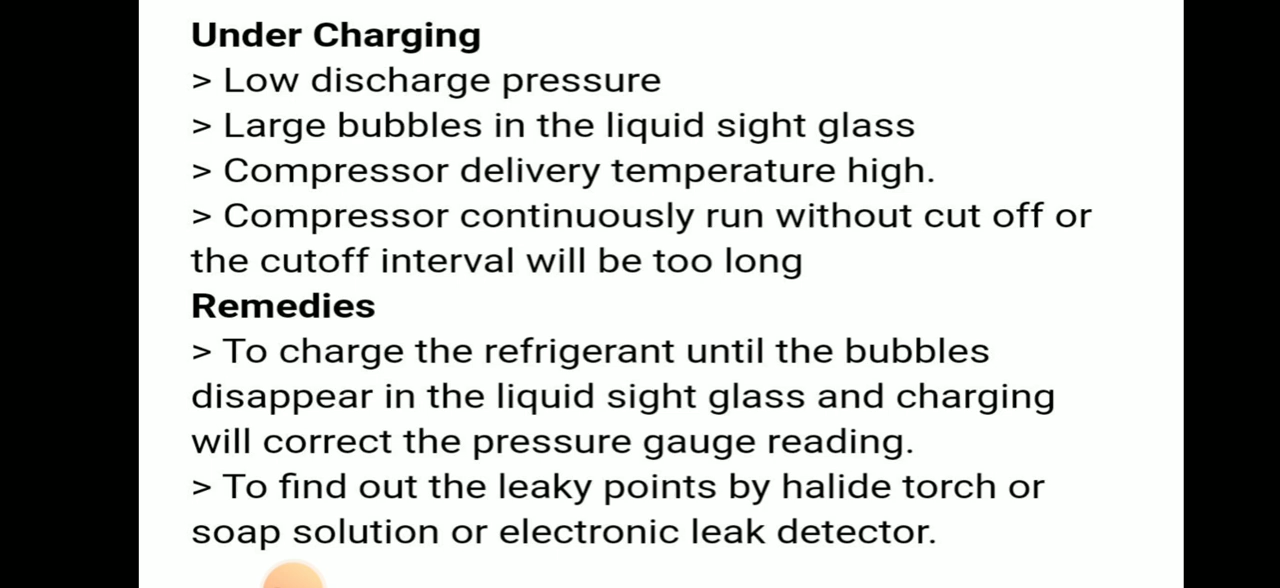 Under Charging
> Low discharge pressure
> Large bubbles in the liquid sight glass
> Compressor delivery temperature high.
> Compressor continuously run without cut off or
the cutoff interval will be too long
Remedies
> To charge the refrigerant until the bubbles
disappear in the liquid sight glass and charging
will correct the pressure gauge reading.
> To find out the leaky points by halide torch or
soap solution or electronic leak detector.